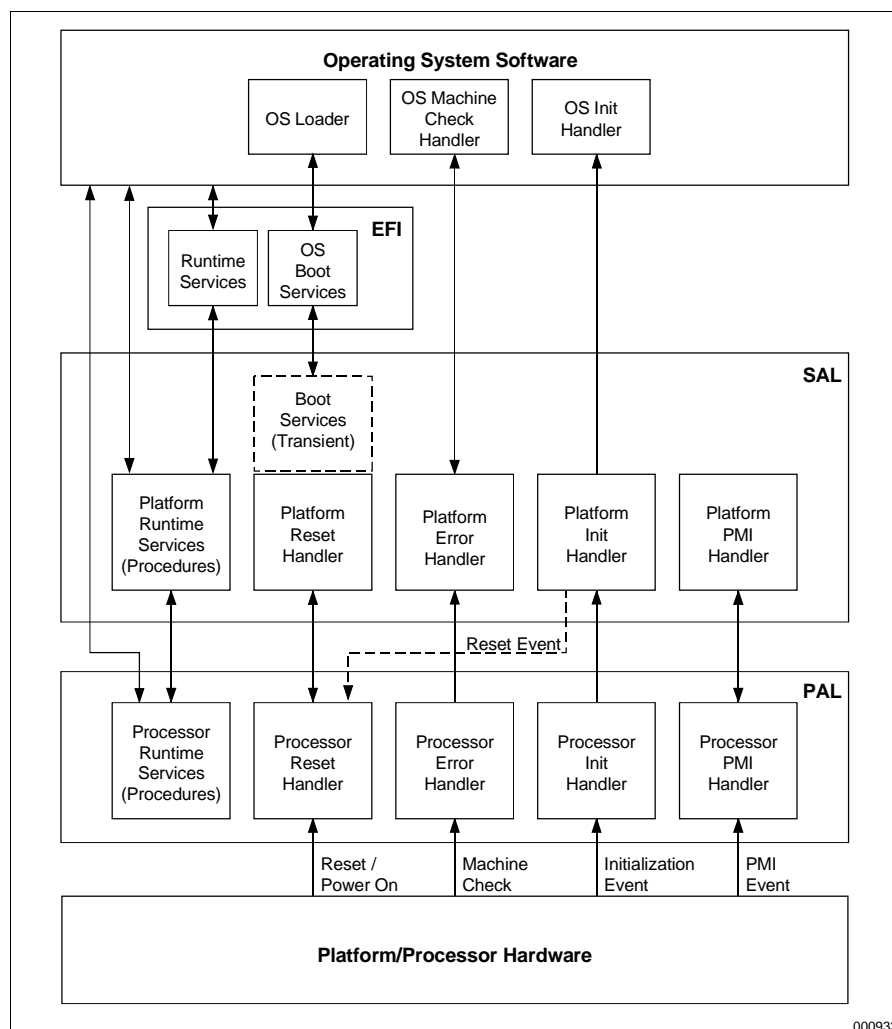 Operating System Software
OS Loader
OS Machine
Check
Handler
OS Init
Handler
EFI
Runtime
Services
OS
Boot
Services
SAL
Boot
Services
(Transient)
Platform
Runtime
Services
(Procedures)
Platform
Reset
Handler
Platform
Error
Handler
Platform
Init
Handler
Platform
PMI
Handler
Reset Event
PAL
Processor
Runtime
Services
(Procedures)
Processor
Reset
Handler
Processor
Error
Handler
Processor
Init
Handler
Processor
PMI
Handler
Reset /
Power On
Machine
Check
Initialization
Event
PMI
Event
Platform/Processor Hardware